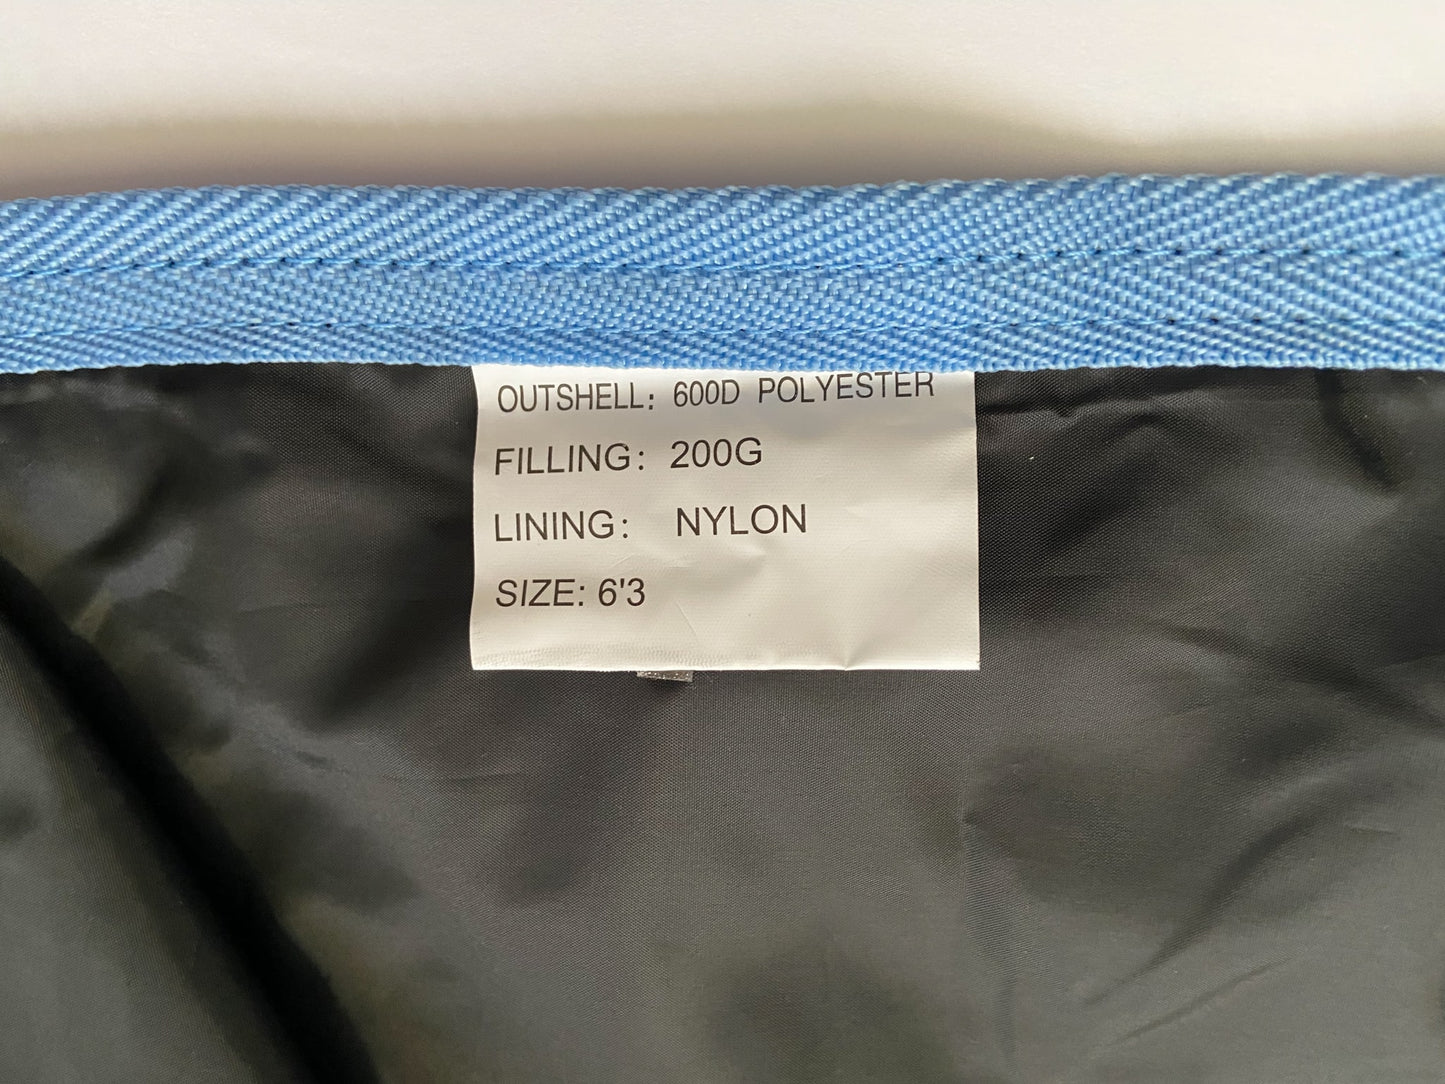 OUTSHELL: 600D POLYESTER
FILLING: 200G
LINING: NYLON
SIZE: 6'3